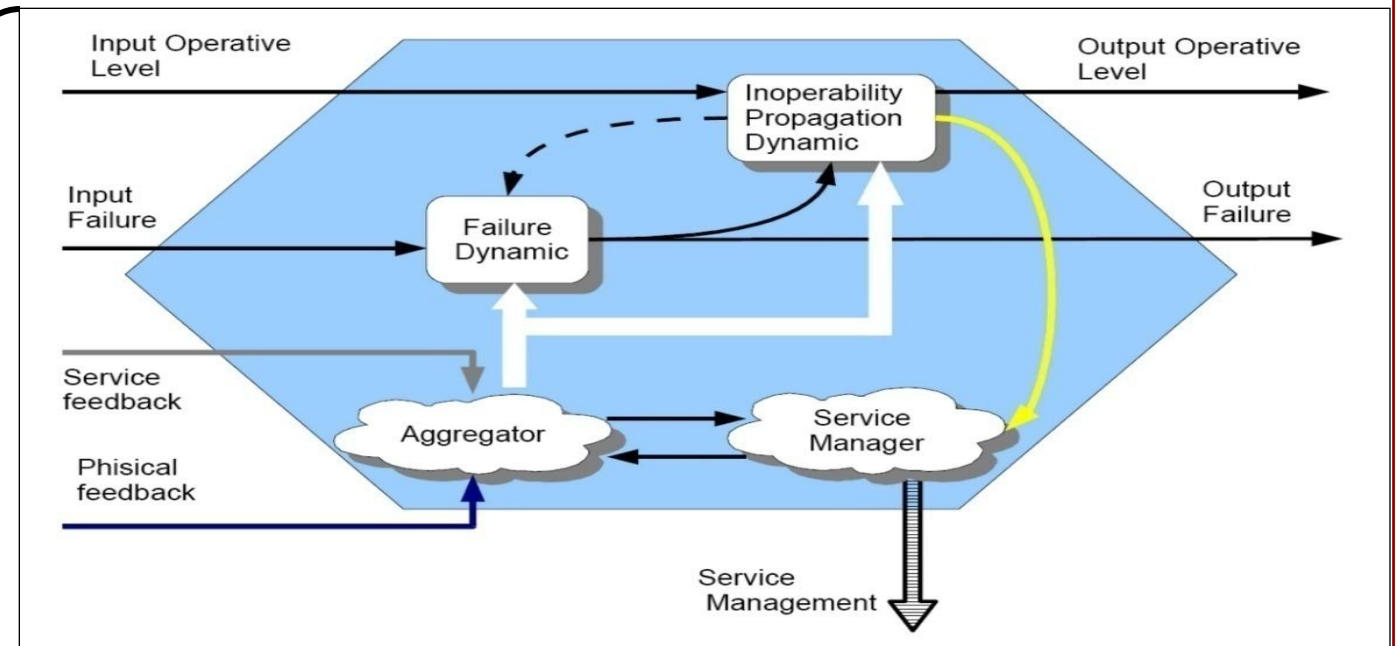 Input Operative
Level
Output Operative
Level
Inoperability
Propagation
Dynamic
Input
Failure
Output
Failure
Failure
Dynamic
Service
feedback
Aggregator
Service
Manager
Phisical
feedback
Service
Management